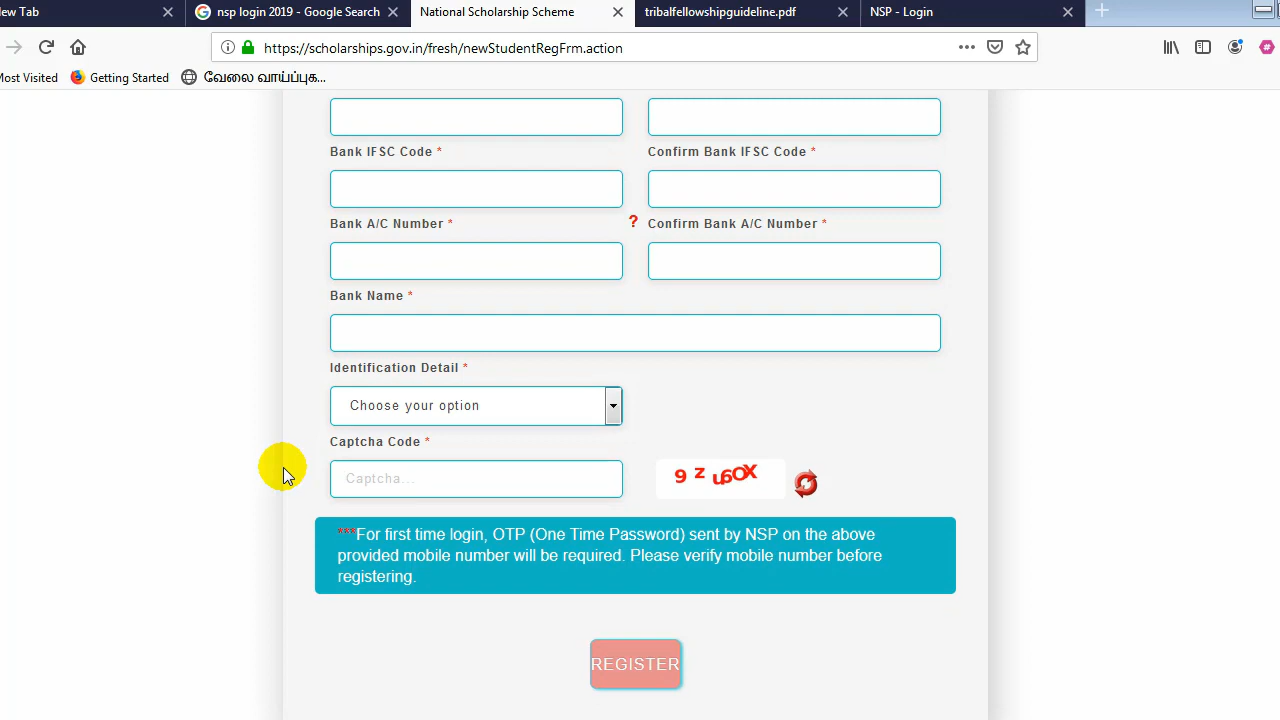 New Tab
nsp login 2019 - Google Search
National Scholarship Scheme
tribalfellowshipguideline.pdf
NSP - Login
https://scholarships.gov.in/fresh/newStudentRegFrm.action
Most Visited
Getting Started
வேலை வாய்ப்புக...
Bank IFSC Code *
Confirm Bank IFSC Code *
Bank A/C Number *
?
Confirm Bank A/C Number *
Bank Name *
Identification Detail *
Choose your option
Captcha Code *
Captcha...
9zu6OX
***For first time login, OTP (One Time Password) sent by NSP on the above
provided mobile number will be required. Please verify mobile number before
registering.
REGISTER